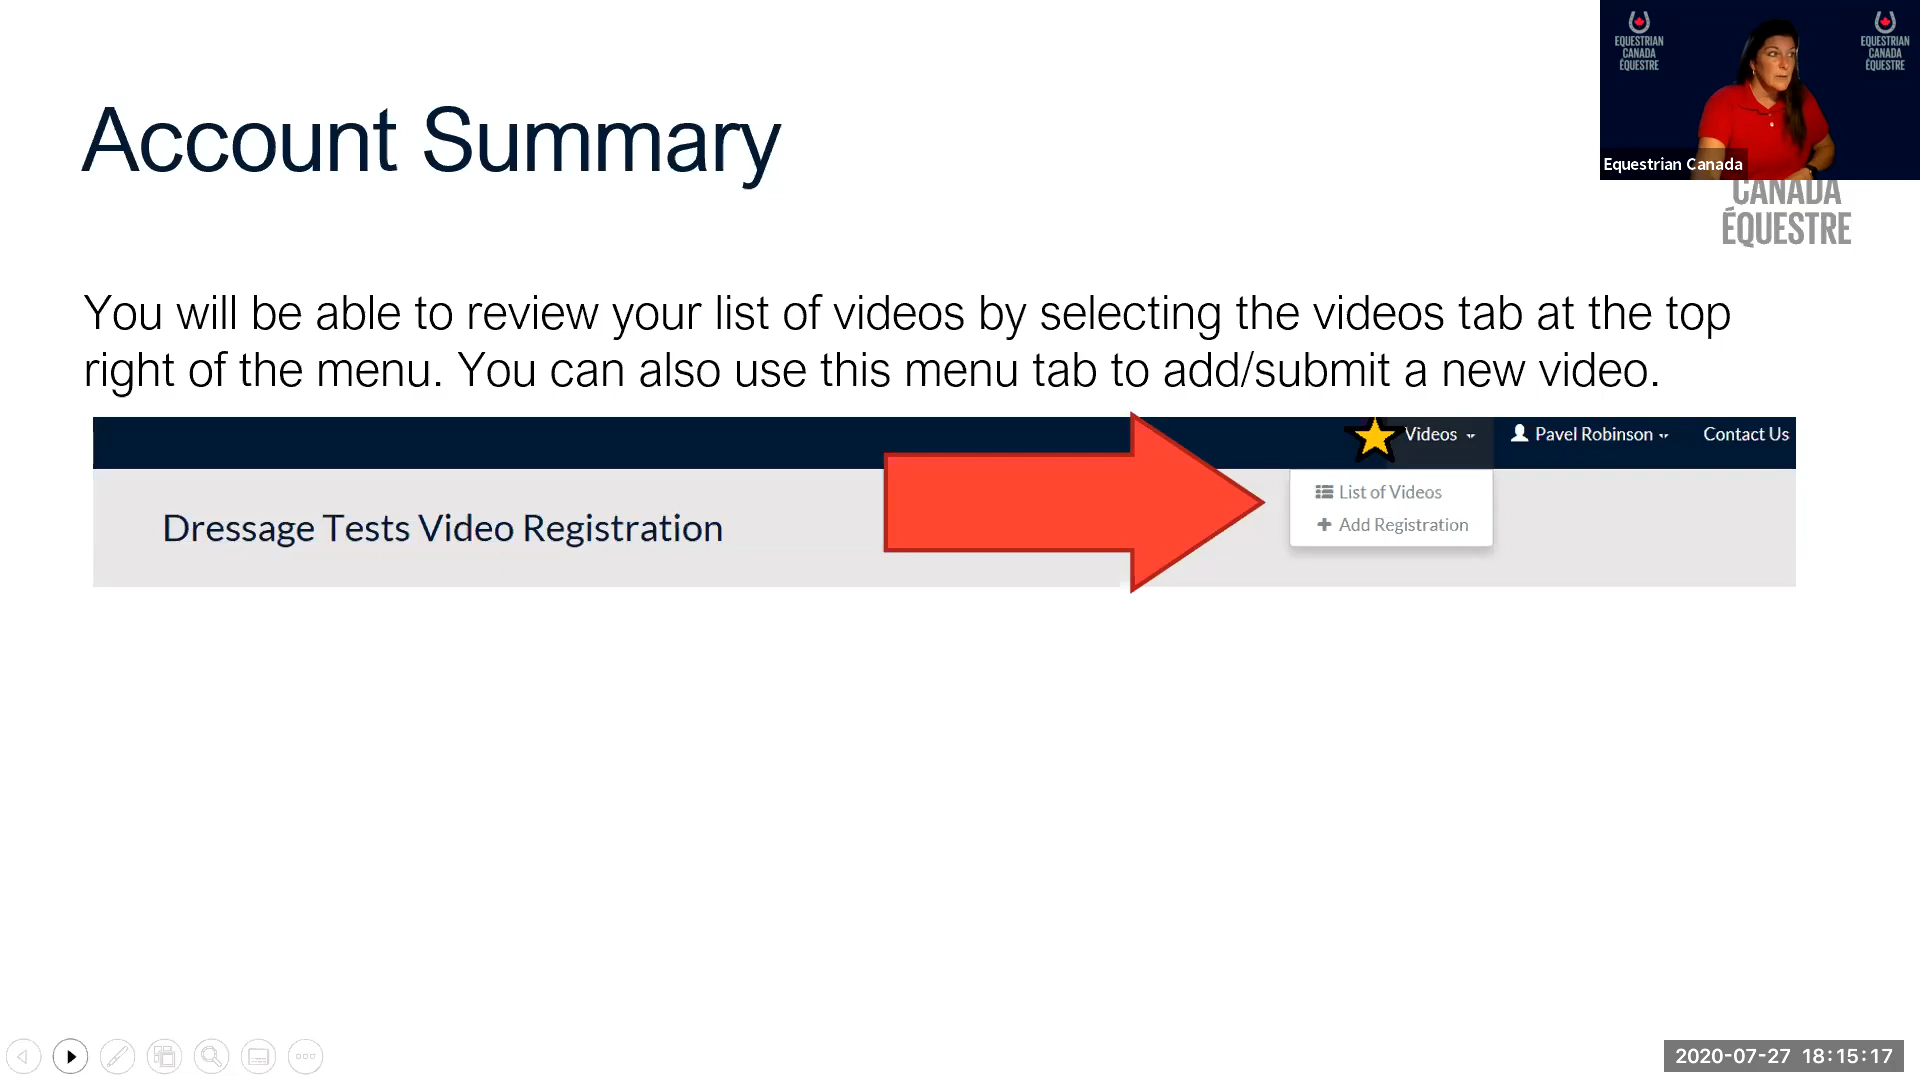 Account Summary
EQUESTRIAN
CANADA
ÉQUESTRE
EQUESTRIAN
CANADA
ÉQUESTRE
Equestrian Canada
CANADA
ÉQUESTRE
You will be able to review your list of videos by selecting the videos tab at the top
right of the menu. You can also use this menu tab to add/submit a new video.
Videos Pavel Robinson Contact Us
List of Videos
Add Registration
Dressage Tests Video Registration
2020-07-27 18:15:17